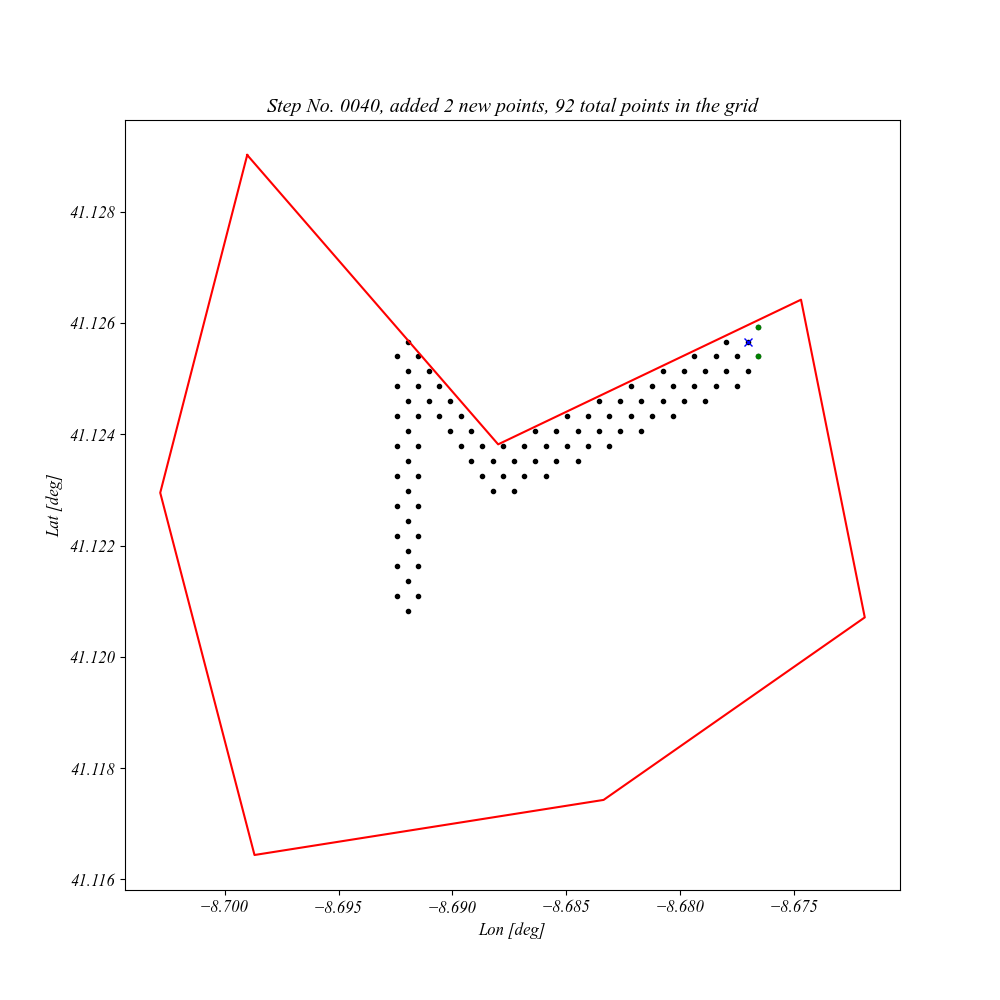 Step No. 0040, added 2 new points, 92 total points in the grid
41.128
41.126
41.124
41.122
41.120
41.118
41.116
Lat [deg]
−8.700 −8.695 −8.690 −8.685 −8.680 −8.675
Lon [deg]